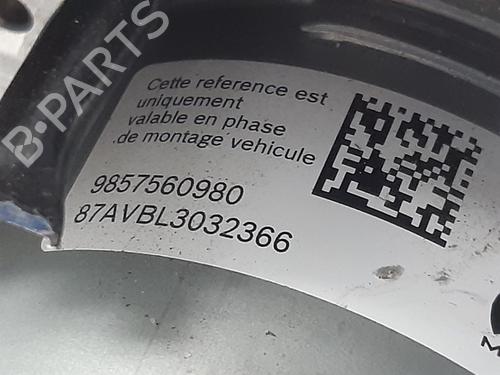 B-PARTS
Cette reference est
uniquement
valable en phase
de montage vehicule
9857560980
87AVBL3032366